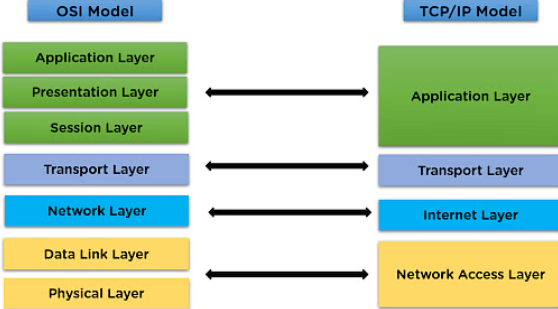 OSI Model
TCP/IP Model
Application Layer
Presentation Layer
Session Layer
Application Layer
Transport Layer
Transport Layer
Network Layer
Internet Layer
Data Link Layer
Physical Layer
Network Access Layer